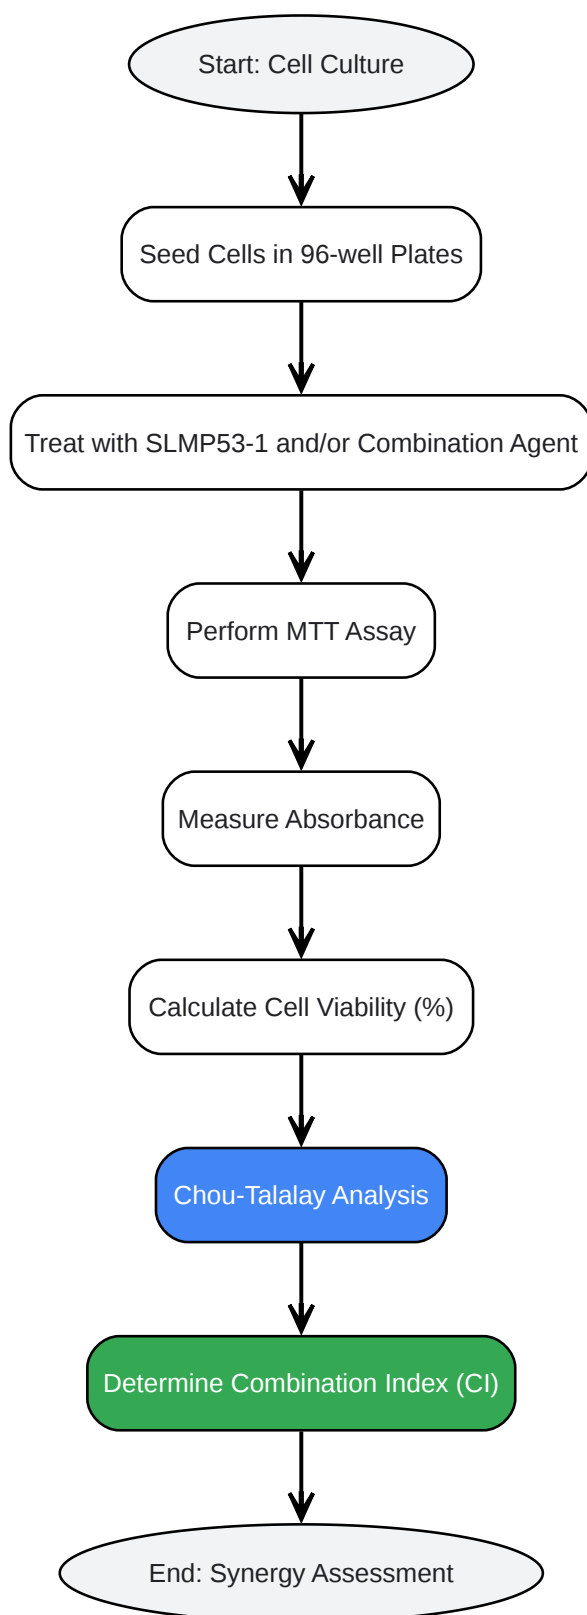 Start: Cell Culture
Seed Cells in 96-well Plates
Treat with SLMP53-1 and/or Combination Agent
Perform MTT Assay
Measure Absorbance
Calculate Cell Viability (%)
Chou-Talalay Analysis
Determine Combination Index (CI)
End: Synergy Assessment